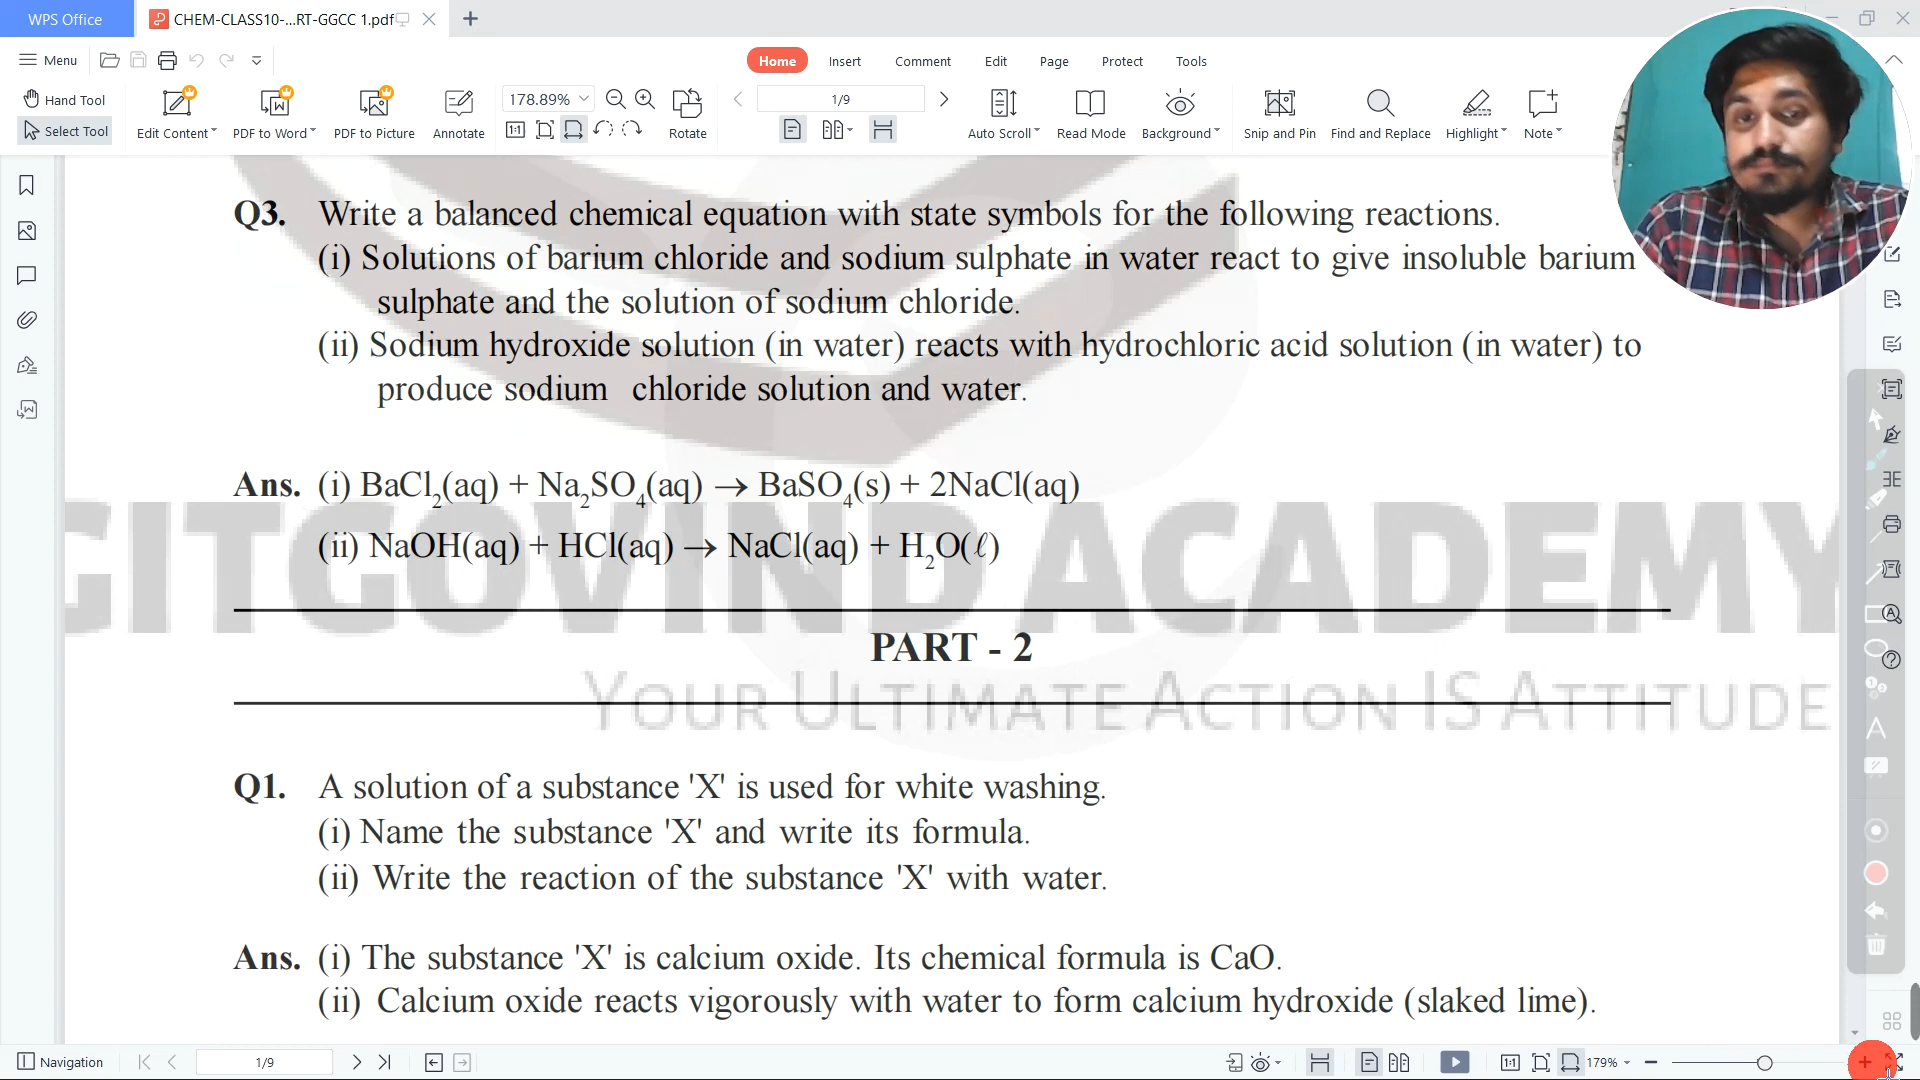 WPS Office
CHEM-CLASS10-...RT-GGCC 1.pdf
Menu
Home Insert Comment Edit Page Protect Tools
Hand Tool
Select Tool
Edit Content
PDF to Word
PDF to Picture
Annotate
178.89%
Rotate
1/9
Auto Scroll
Read Mode
Background
Snip and Pin
Find and Replace
Highlight
Note
Q3. Write a balanced chemical equation with state symbols for the following reactions.
(i) Solutions of barium chloride and sodium sulphate in water react to give insoluble barium
sulphate and the solution of sodium chloride.
(ii) Sodium hydroxide solution (in water) reacts with hydrochloric acid solution (in water) to
produce sodium chloride solution and water.
Ans. (i) BaCl₂(aq) + Na₂SO₄(aq) → BaSO₄(s) + 2NaCl(aq)
(ii) NaOH(aq) + HCl(aq) → NaCl(aq) + H₂O(ℓ)
GITGOVIND ACADEMY
PART - 2
YOUR ULTIMATE ACTION IS ATTITUDE
Q1. A solution of a substance 'X' is used for white washing.
(i) Name the substance 'X' and write its formula.
(ii) Write the reaction of the substance 'X' with water.
Ans. (i) The substance 'X' is calcium oxide. Its chemical formula is CaO.
(ii) Calcium oxide reacts vigorously with water to form calcium hydroxide (slaked lime).
Navigation
1/9
179%